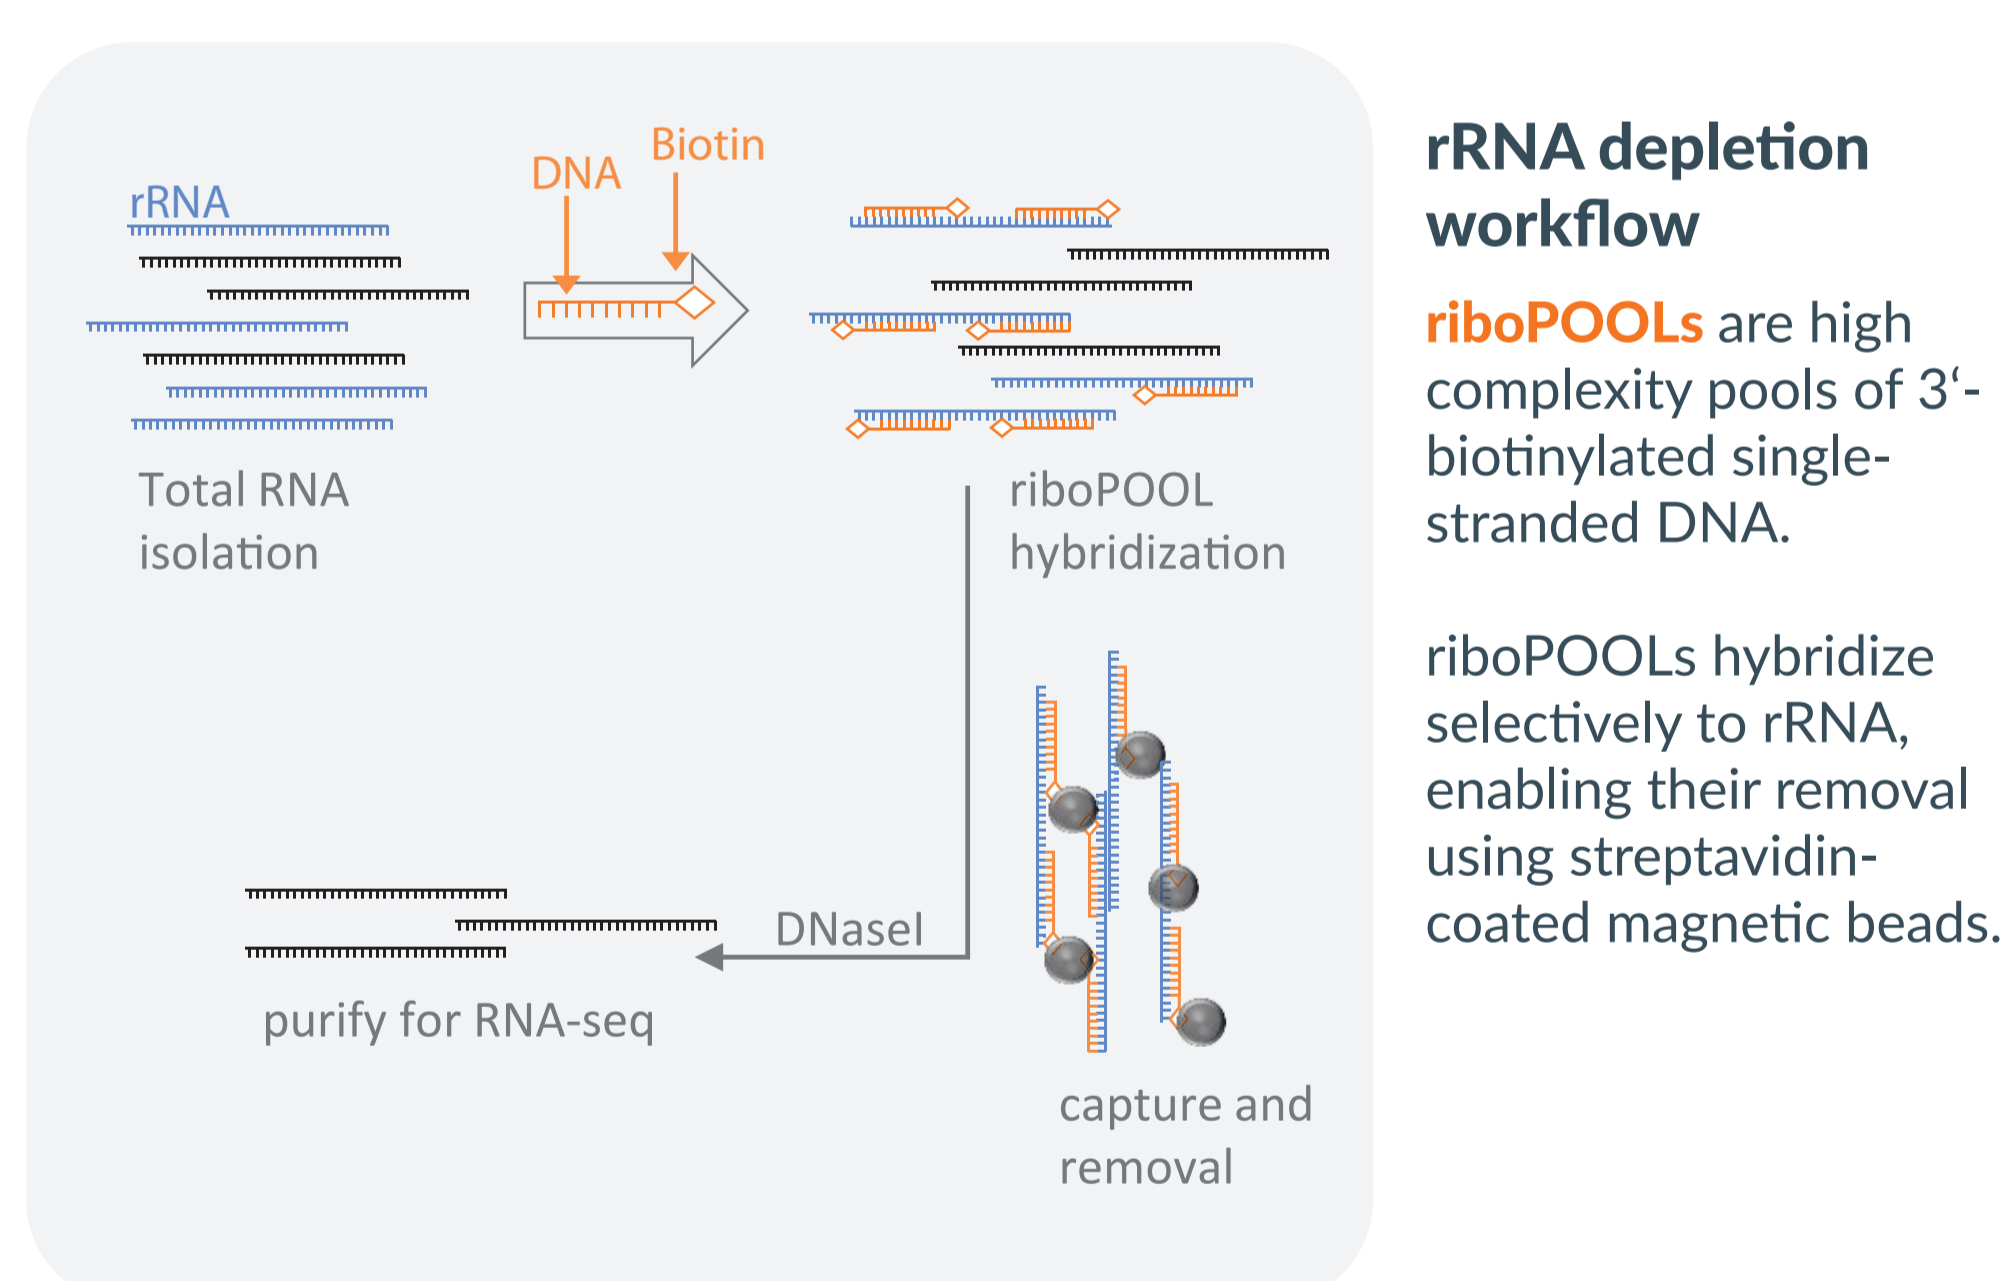 rRNA
DNA
Biotin
Total RNA
isolation
riboPOOL
hybridization
DNaseI
purify for RNA-seq
capture and
removal
rRNA depletion
workflow
riboPOOLs are high
complexity pools of 3‘-
biotinylated single-
stranded DNA.
riboPOOLs hybridize
selectively to rRNA,
enabling their removal
using streptavidin-
coated magnetic beads.